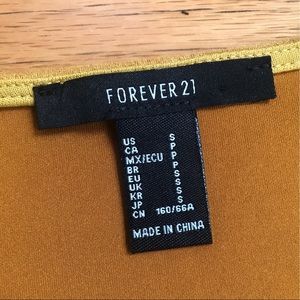 FOREVER 21
US S
CA P
MX/ECU P
BR P
EU S
UK S
KR S
JP S
CN 160/66A
MADE IN CHINA